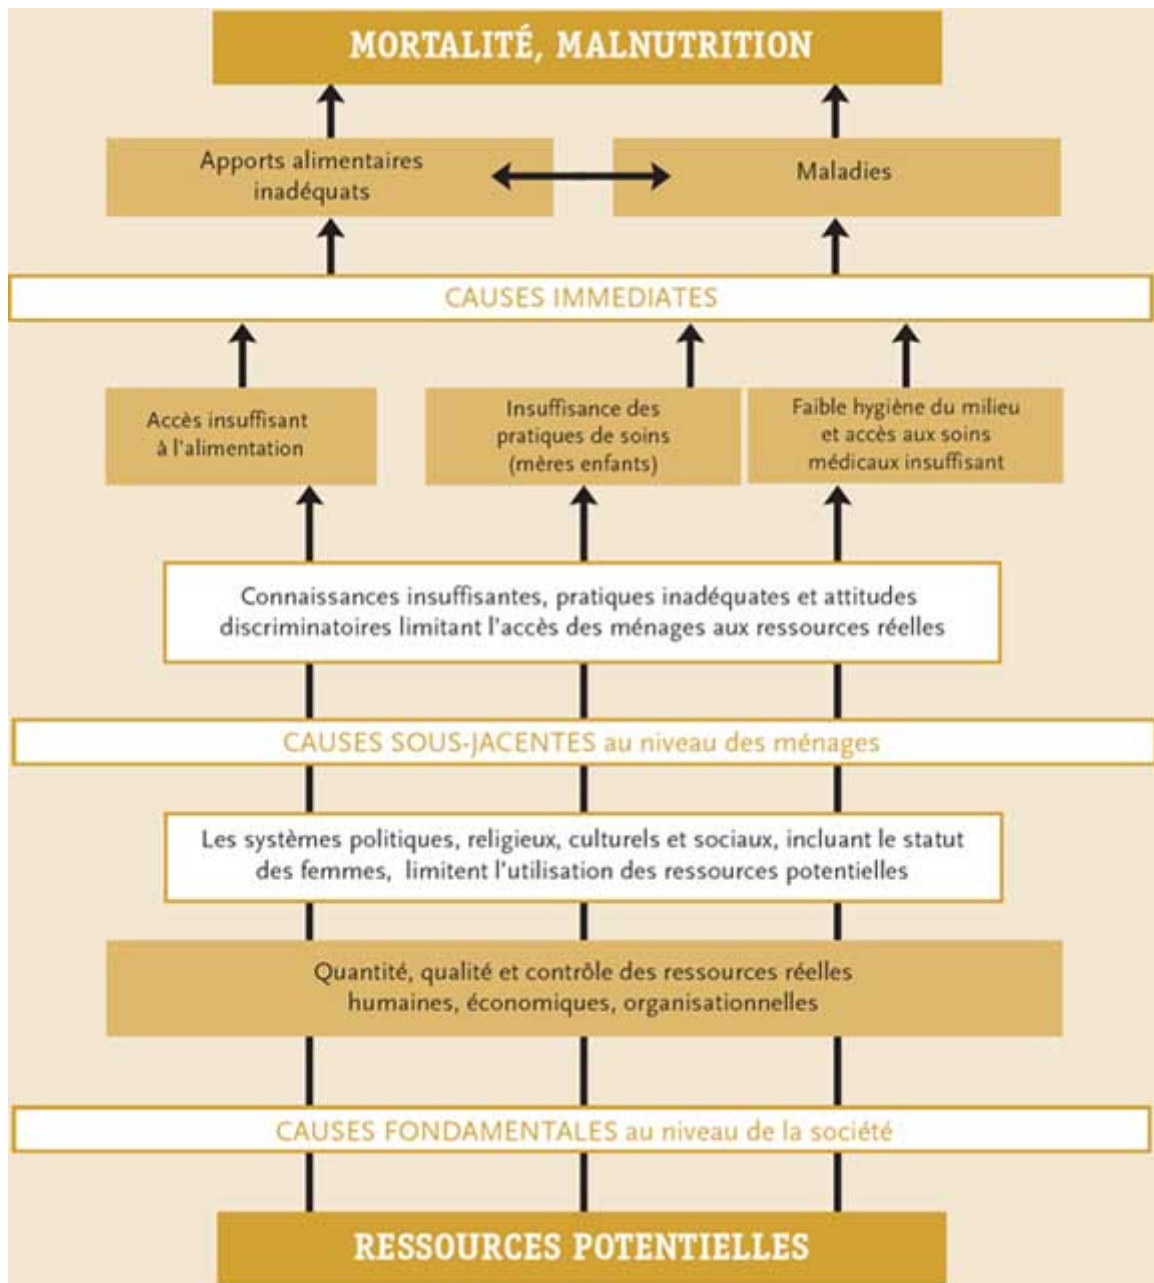 MORTALITÉ, MALNUTRITION
Apports alimentaires
inadéquats
Maladies
CAUSES IMMEDIATES
Accès insuffisant
à l'alimentation
Insuffisance des
pratiques de soins
(mères enfants)
Faible hygiène du milieu
et accès aux soins
médicaux insuffisant
Connaissances insuffisantes, pratiques inadéquates et attitudes
discriminatoires limitant l'accès des ménages aux ressources réelles
CAUSES SOUS-JACENTES au niveau des ménages
Les systèmes politiques, religieux, culturels et sociaux, incluant le statut
des femmes, limitent l'utilisation des ressources potentielles
Quantité, qualité et contrôle des ressources réelles
humaines, économiques, organisationnelles
CAUSES FONDAMENTALES au niveau de la société
RESSOURCES POTENTIELLES